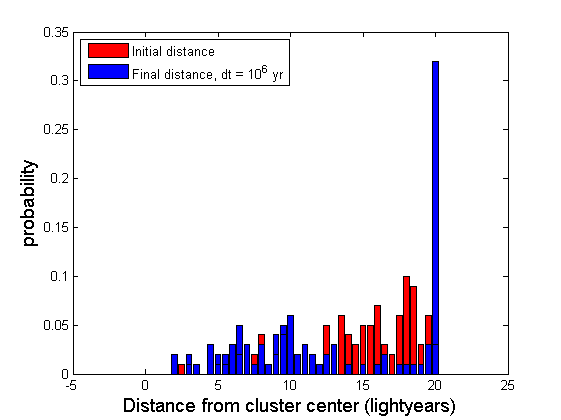 Initial distance
Final distance, dt = 10^6 yr
0.35
0.3
0.25
0.2
0.15
0.1
0.05
0
probability
-5 0 5 10 15 20 25
Distance from cluster center (lightyears)